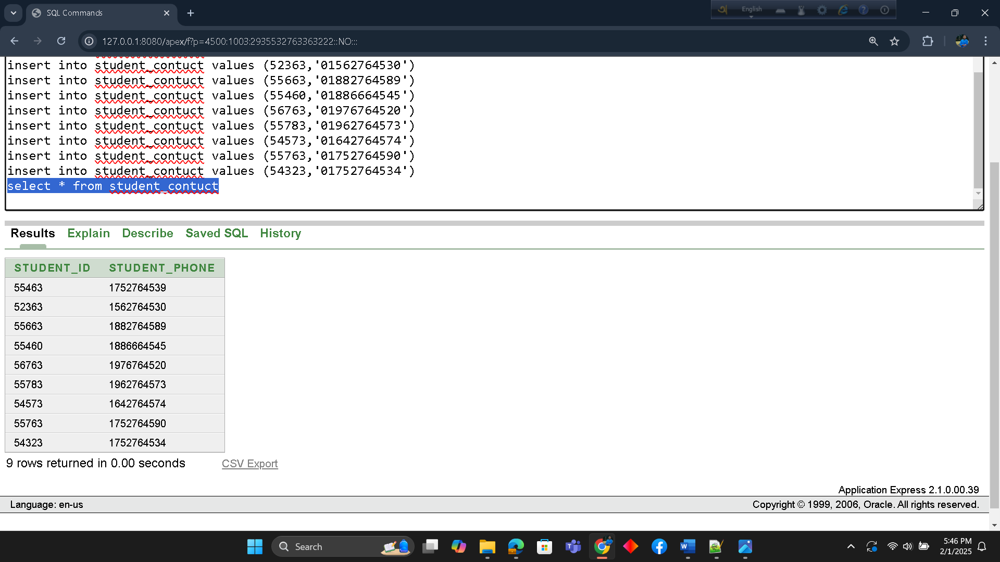 SQL Commands
English
127.0.0.1:8080/apex/f?p=4500:1003:2935532763363222::NO:::
insert into student_contuct values (52363,'01562764530')
insert into student_contuct values (55663,'01882764589')
insert into student_contuct values (55460,'01886664545')
insert into student_contuct values (56763,'01976764520')
insert into student_contuct values (55783,'01962764573')
insert into student_contuct values (54573,'01642764574')
insert into student_contuct values (55763,'01752764590')
insert into student_contuct values (54323,'01752764534')
select * from student_contuct
Results Explain Describe Saved SQL History
STUDENT_ID STUDENT_PHONE
55463 1752764539
52363 1562764530
55663 1882764589
55460 1886664545
56763 1976764520
55783 1962764573
54573 1642764574
55763 1752764590
54323 1752764534
9 rows returned in 0.00 seconds CSV Export
Application Express 2.1.0.00.39
Language: en-us Copyright © 1999, 2006, Oracle. All rights reserved.
Search
5:46 PM
2/1/2025